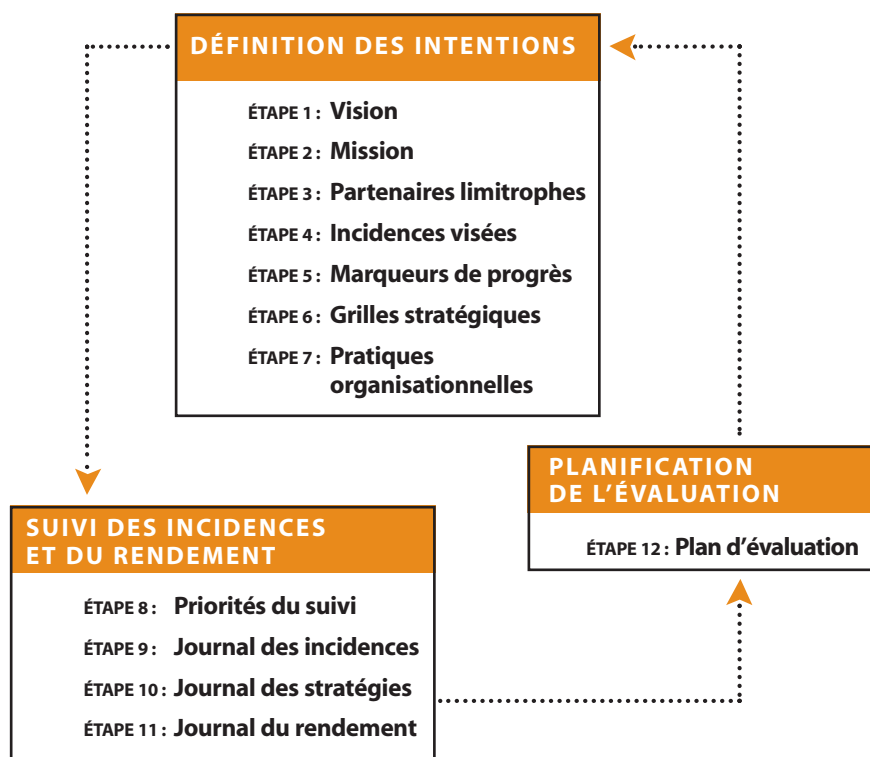 DÉFINITION DES INTENTIONS
ÉTAPE 1 : Vision
ÉTAPE 2 : Mission
ÉTAPE 3 : Partenaires limitrophes
ÉTAPE 4 : Incidences visées
ÉTAPE 5 : Marqueurs de progrès
ÉTAPE 6 : Grilles stratégiques
ÉTAPE 7 : Pratiques
organisationnelles
SUIVI DES INCIDENCES
ET DU RENDEMENT
ÉTAPE 8 : Priorités du suivi
ÉTAPE 9 : Journal des incidences
ÉTAPE 10 : Journal des stratégies
ÉTAPE 11 : Journal du rendement
PLANIFICATION
DE L'ÉVALUATION
ÉTAPE 12 : Plan d'évaluation